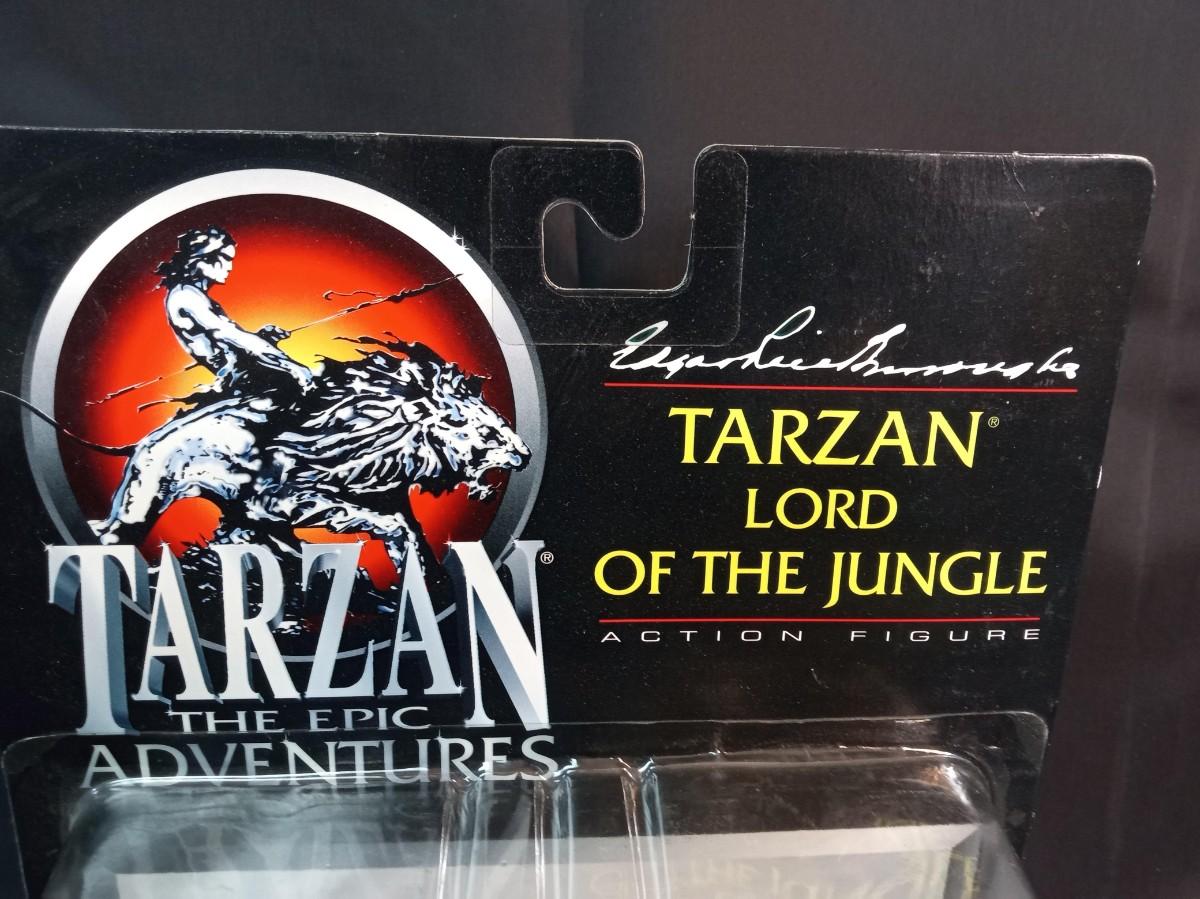 TARZAN®
THE EPIC
ADVENTURES
Edgar Rice Burroughs
TARZAN®
LORD
OF THE JUNGLE
ACTION FIGURE